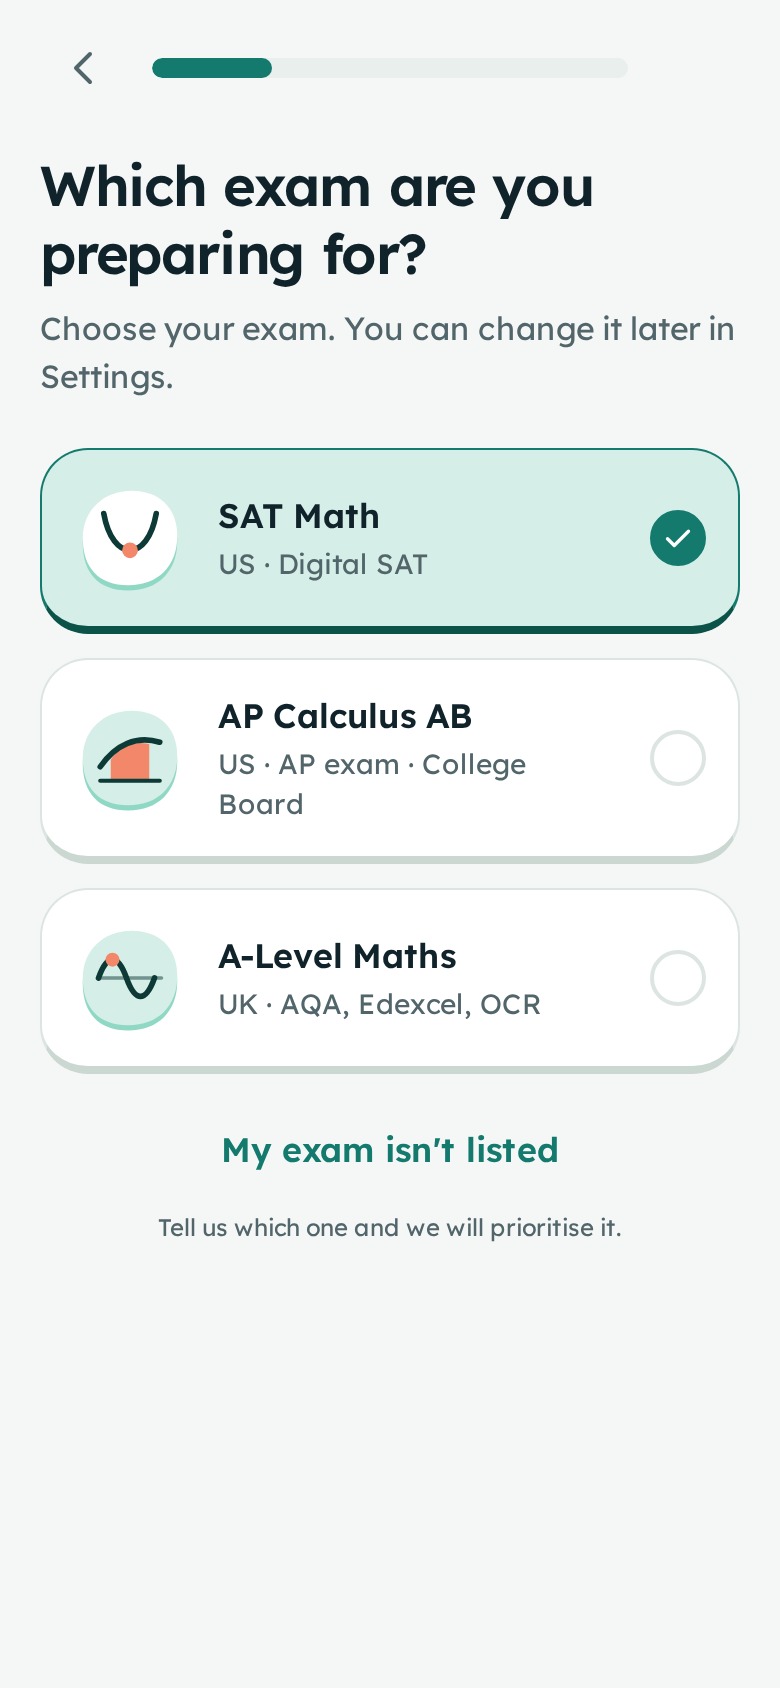 Which exam are you
preparing for?
Choose your exam. You can change it later in
Settings.
SAT Math
US · Digital SAT
AP Calculus AB
US · AP exam · College
Board
A-Level Maths
UK · AQA, Edexcel, OCR
My exam isn't listed
Tell us which one and we will prioritise it.